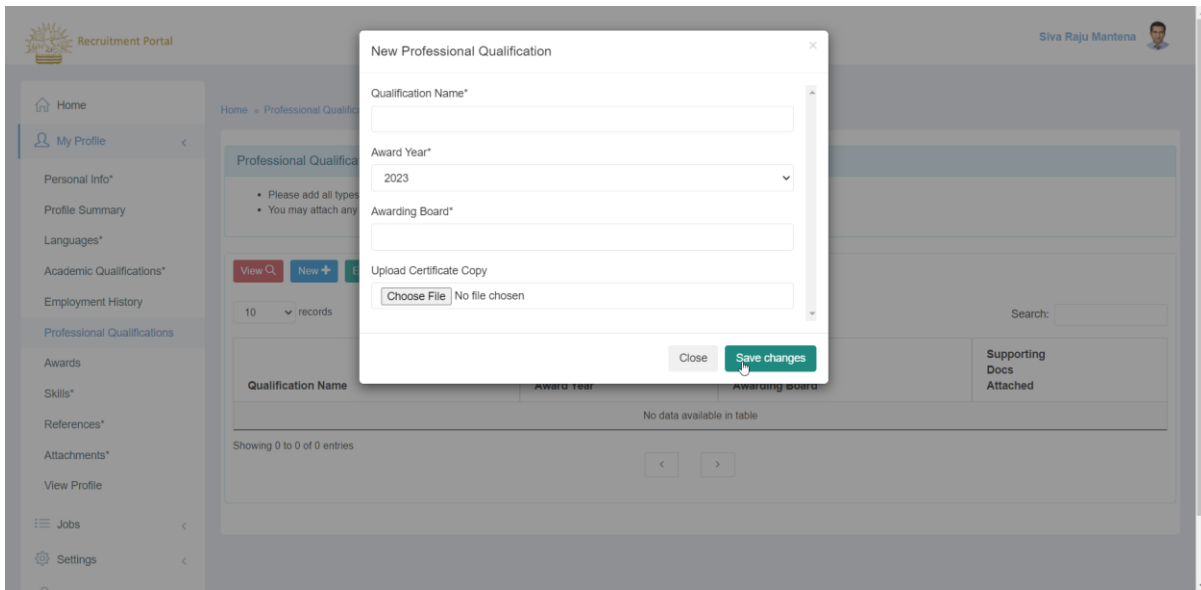 Recruitment Portal
Siva Raju Mantena
Home
My Profile
Personal Info*
Profile Summary
Languages*
Academic Qualifications*
Employment History
Professional Qualifications
Awards
Skills*
References*
Attachments*
View Profile
Jobs
Settings
Home
Professional Qualifica
Please add all types
You may attach any
View
New
E
10 records
Search:
Qualification Name
Award Year
Awarding Board
Supporting
Docs
Attached
No data available in table
Showing 0 to 0 of 0 entries
New Professional Qualification
×
Qualification Name*
Award Year*
2023
Awarding Board*
Upload Certificate Copy
Choose File No file chosen
Close
Save changes